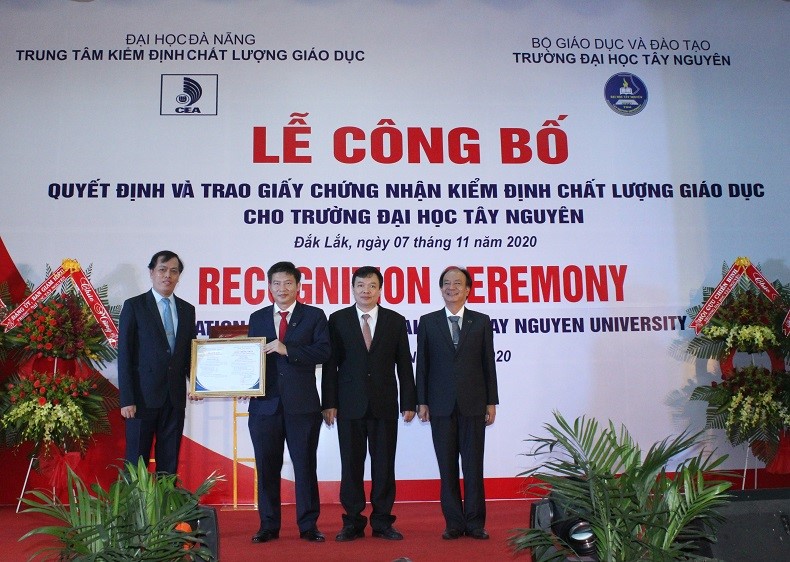 ĐẠI HỌC ĐÀ NẴNG
TRUNG TÂM KIỂM ĐỊNH CHẤT LƯỢNG GIÁO DỤC
CEA
BỘ GIÁO DỤC VÀ ĐÀO TẠO
TRƯỜNG ĐẠI HỌC TÂY NGUYÊN
LỄ CÔNG BỐ
QUYẾT ĐỊNH VÀ TRAO GIẤY CHỨNG NHẬN KIỂM ĐỊNH CHẤT LƯỢNG GIÁO DỤC
CHO TRƯỜNG ĐẠI HỌC TÂY NGUYÊN
Đắk Lắk, ngày 07 tháng 11 năm 2020
RECOGNITION CEREMONY
NGUYEN UNIVERSITY
2020